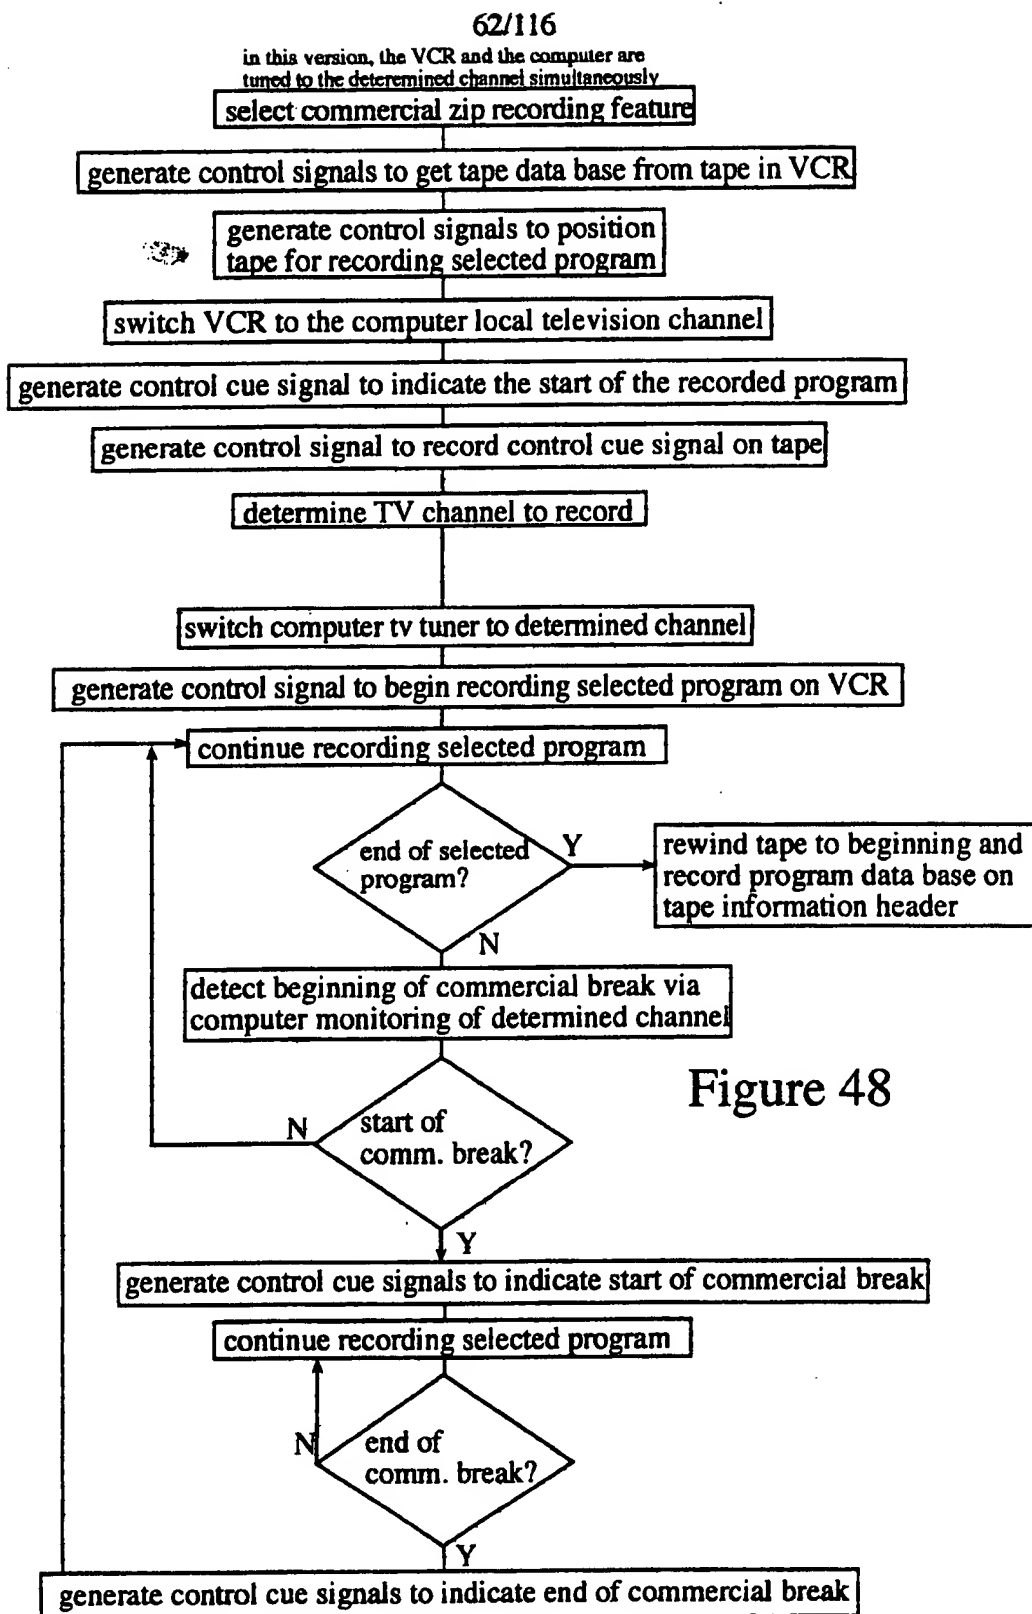 62/116
in this version, the VCR and the computer are
tuned to the deteremined channel simultaneously
select commercial zip recording feature
generate control signals to get tape data base from tape in VCR
generate control signals to position
tape for recording selected program
switch VCR to the computer local television channel
generate control cue signal to indicate the start of the recorded program
generate control signal to record control cue signal on tape
determine TV channel to record
switch computer tv tuner to determined channel
generate control signal to begin recording selected program on VCR
continue recording selected program
end of selected
program?
Y
rewind tape to beginning and
record program data base on
tape information header
N
detect beginning of commercial break via
computer monitoring of determined channel
Figure 48
N
start of
comm. break?
Y
generate control cue signals to indicate start of commercial break
continue recording selected program
N
end of
comm. break?
Y
generate control cue signals to indicate end of commercial break